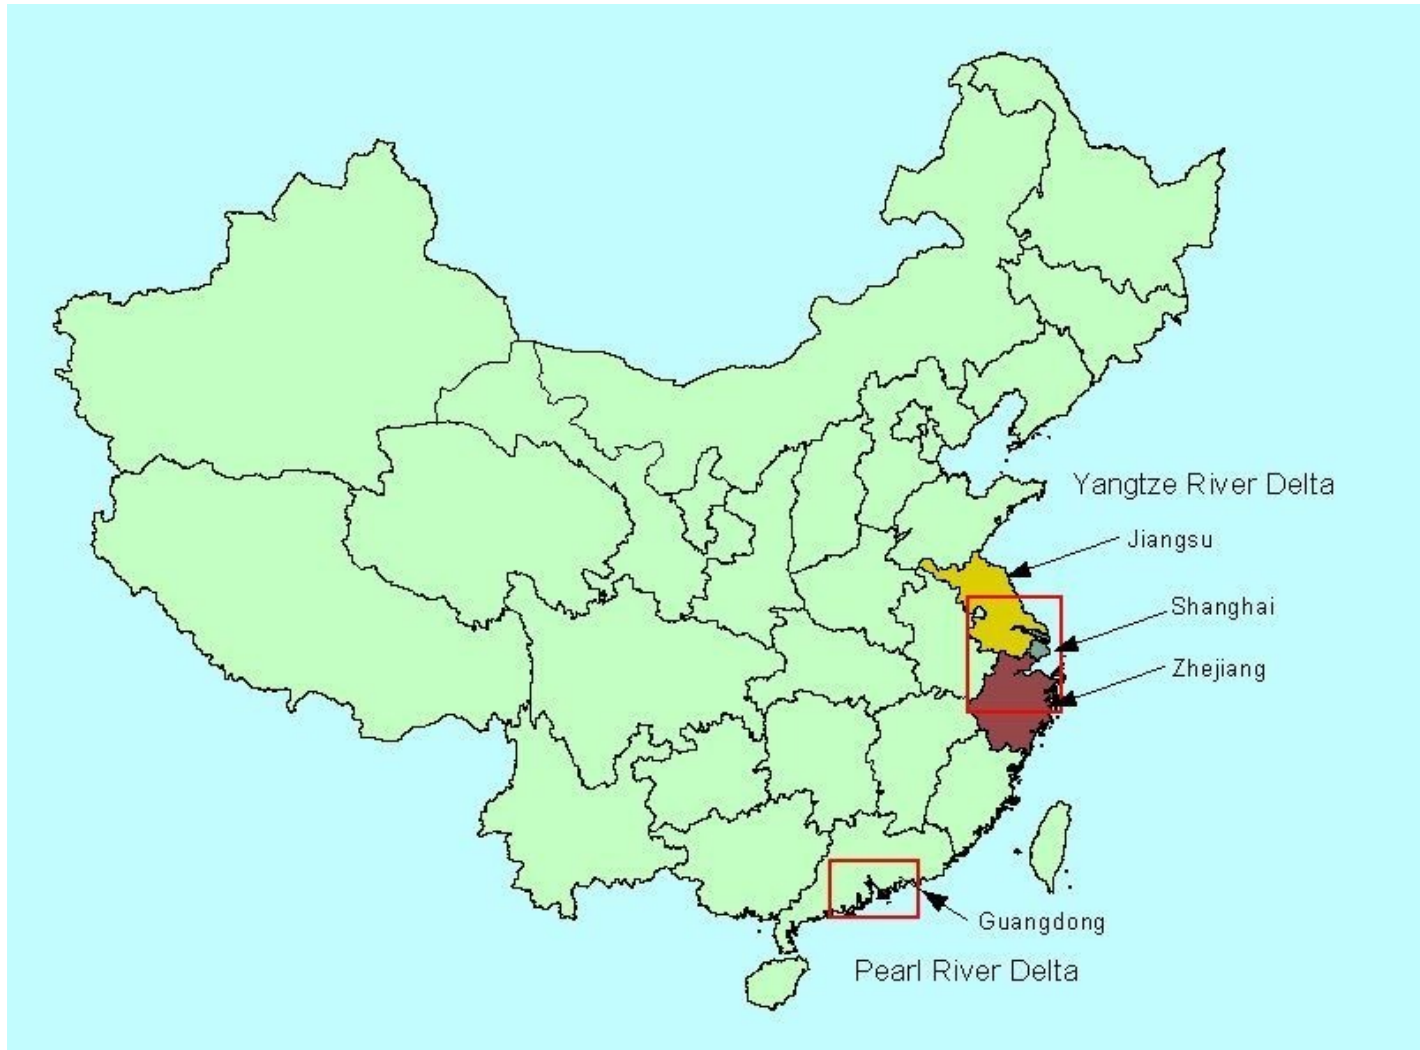 Yangtze River Delta
Jiangsu
Shanghai
Zhejiang
Guangdong
Pearl River Delta